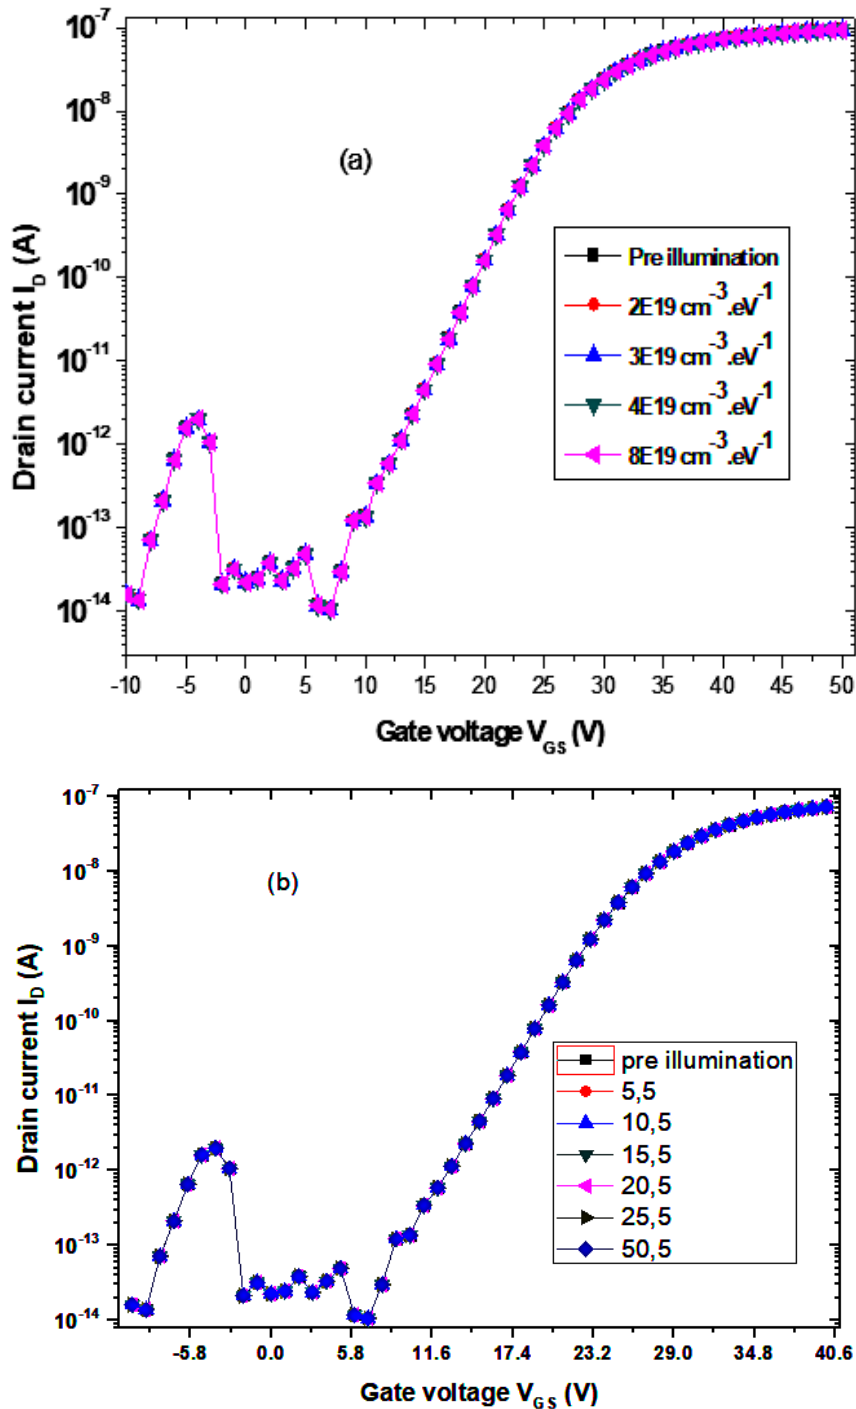 10⁻⁷
10⁻⁸
(a)
10⁻⁹
Pre illumination
10⁻¹⁰
2E19 cm⁻³.eV⁻¹
3E19 cm⁻³.eV⁻¹
10⁻¹¹
4E19 cm⁻³.eV⁻¹
8E19 cm⁻³.eV⁻¹
10⁻¹²
10⁻¹³
10⁻¹⁴
Drain current I_D (A)
-10 -5 0 5 10 15 20 25 30 35 40 45 50
Gate voltage V_GS (V)
10⁻⁷
10⁻⁸
(b)
10⁻⁹
10⁻¹⁰
pre illumination
5,5
10⁻¹¹
10,5
15,5
10⁻¹²
20,5
25,5
10⁻¹³
50,5
10⁻¹⁴
Drain current I_D (A)
-5.8 0.0 5.8 11.6 17.4 23.2 29.0 34.8 40.6
Gate voltage V_GS (V)